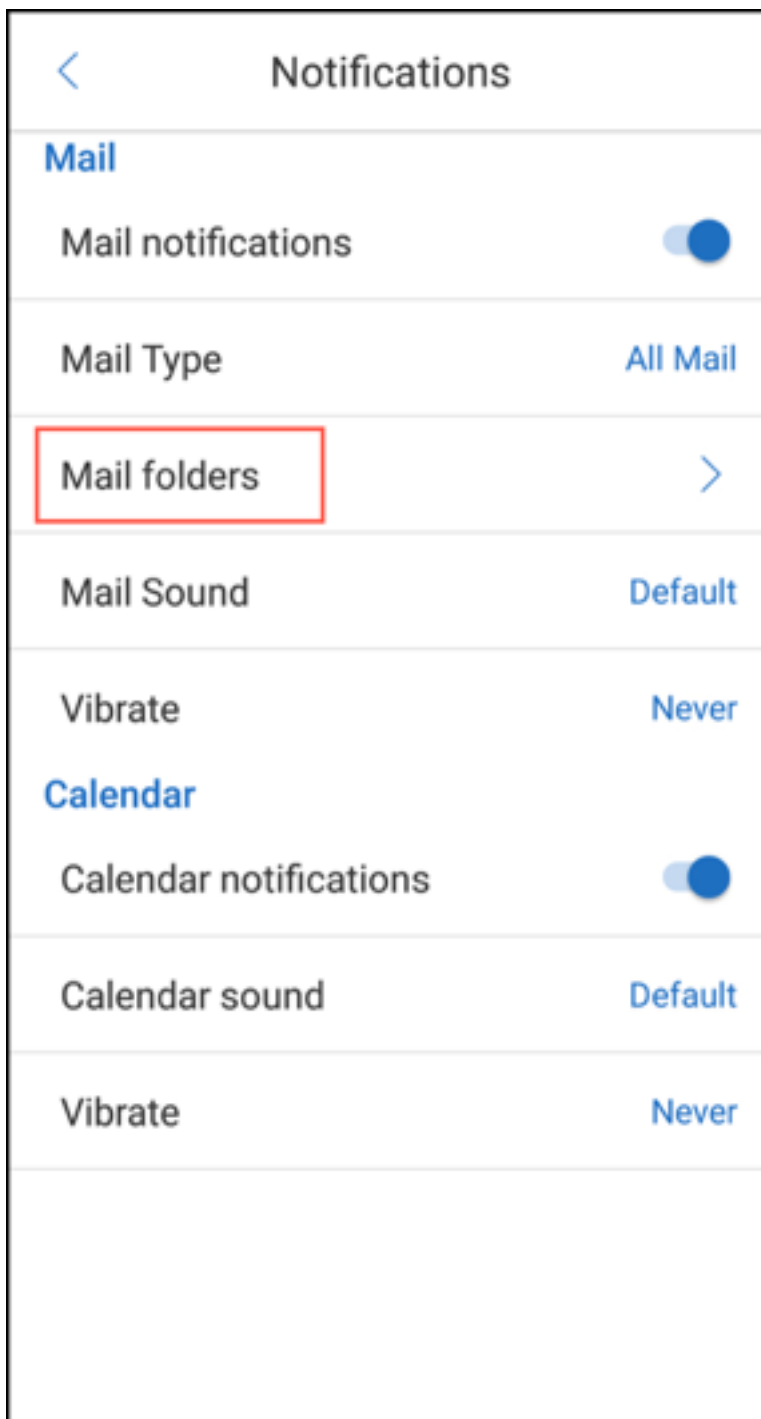 Notifications
Mail
Mail notifications
Mail Type All Mail
Mail folders
Mail Sound Default
Vibrate Never
Calendar
Calendar notifications
Calendar sound Default
Vibrate Never